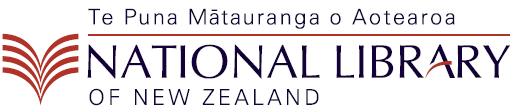 Te Puna Mātauranga o Aotearoa
NATIONAL LIBRARY
OF NEW ZEALAND